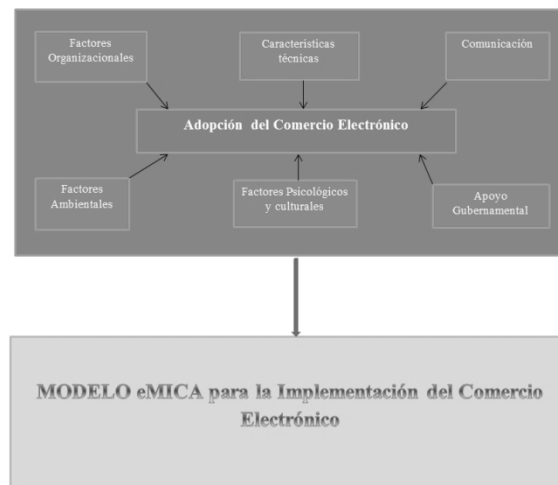 Factores
Organizacionales
Características
técnicas
Comunicación
Adopción del Comercio Electrónico
Factores
Ambientales
Factores Psicológicos
y culturales
Apoyo
Gubernamental
MODELO eMICA para la Implementación del Comercio
Electrónico